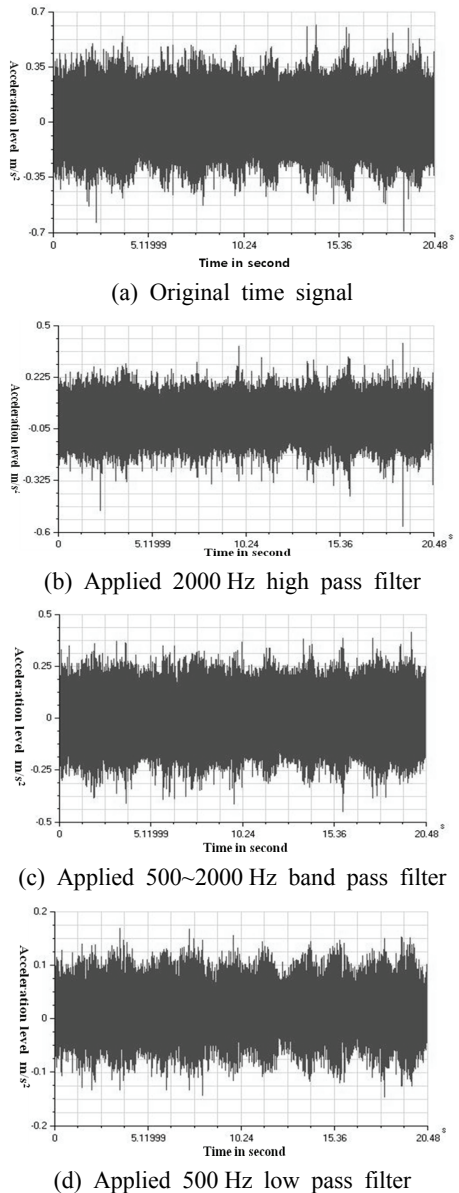 0.7
0.35
0
-0.35
-0.7
Acceleration level m/s²
0 5.11999 10.24 15.36 20.48 s
Time in second
(a) Original time signal
0.5
0.225
-0.05
-0.325
-0.6
Acceleration level m/s²
0 5.11999 10.24 15.36 20.48 s
Time in second
(b) Applied 2000 Hz high pass filter
0.5
0.25
0
-0.25
-0.5
Acceleration level m/s²
0 5.11999 10.24 15.36 20.48 s
Time in second
(c) Applied 500~2000 Hz band pass filter
0.2
0.1
0
-0.1
-0.2
Acceleration level m/s²
0 5.11999 10.24 15.36 20.48 s
Time in second
(d) Applied 500 Hz low pass filter